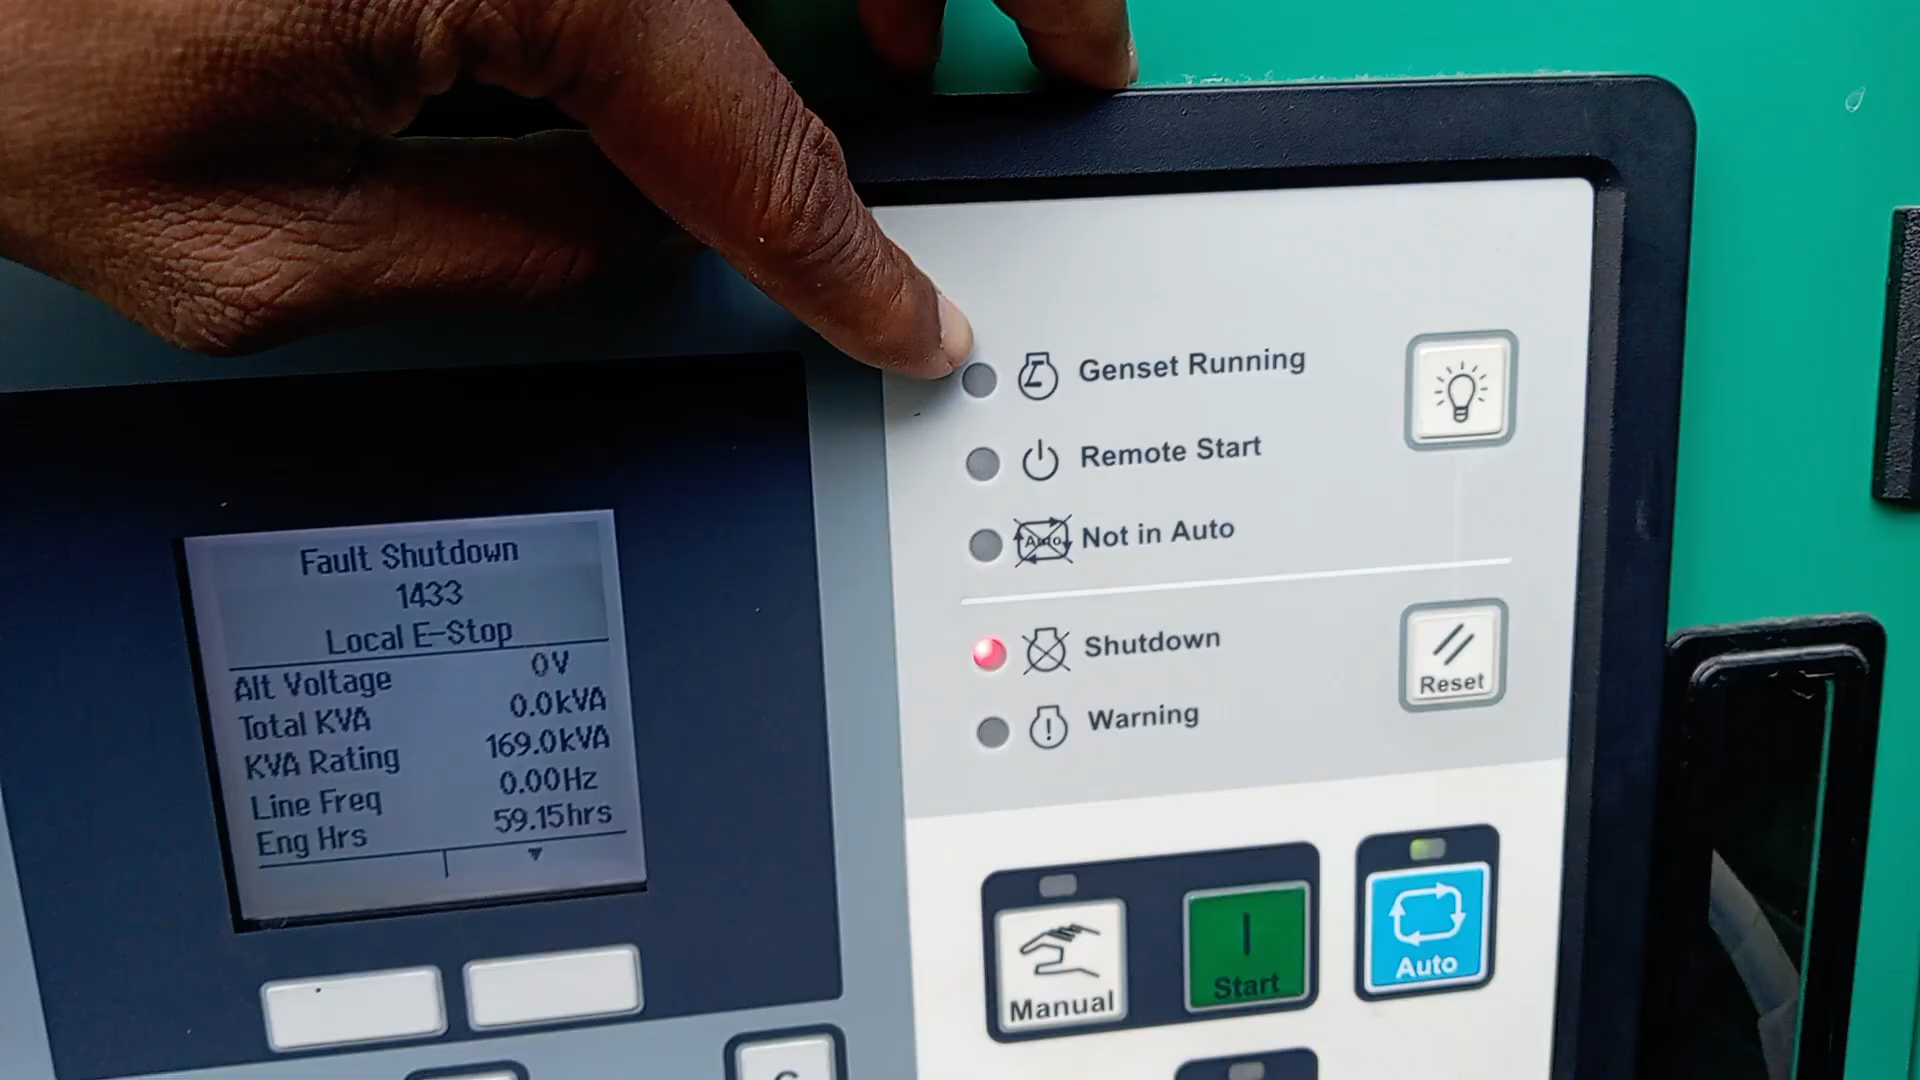 Fault Shutdown
1433
Local E-Stop
Alt Voltage 0V
Total KVA 0.0kVA
KVA Rating 169.0kVA
Line Freq 0.00Hz
Eng Hrs 59.15hrs
Genset Running
Remote Start
Auto Not in Auto
Shutdown
Warning
Reset
Manual
Start
Auto